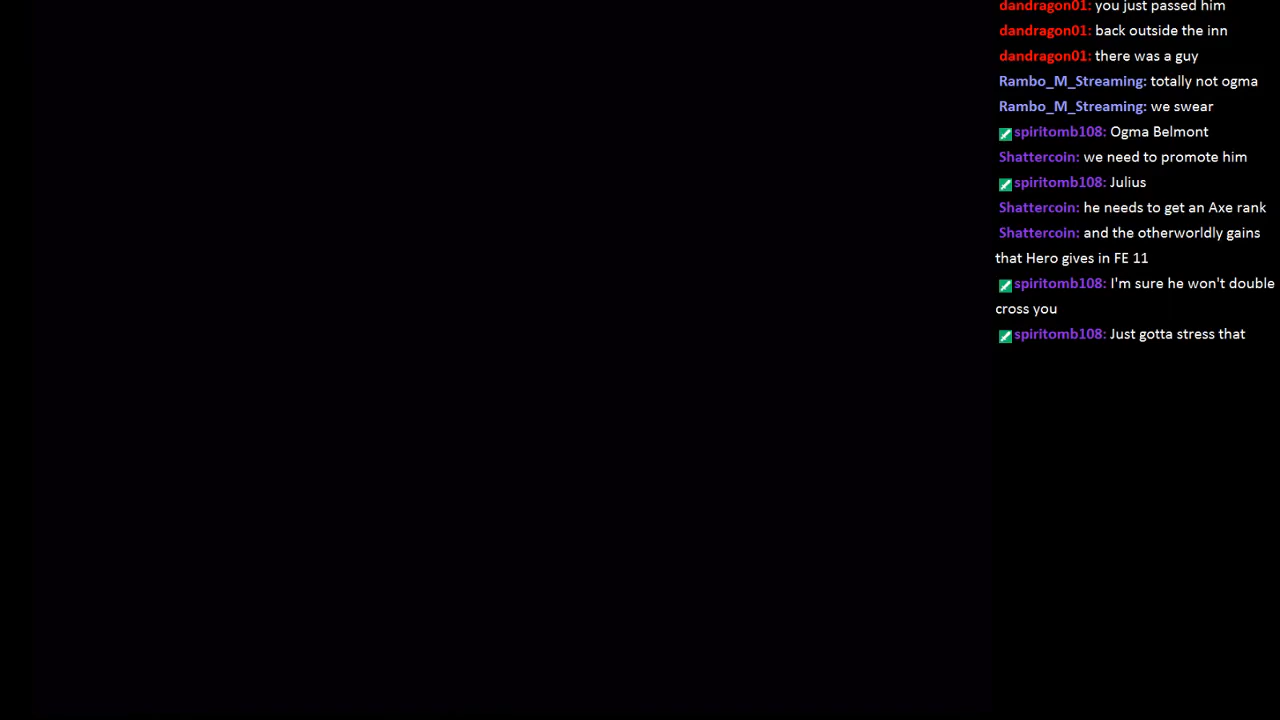 dandragon01: you just passed him
dandragon01: back outside the inn
dandragon01: there was a guy
Rambo_M_Streaming: totally not ogma
Rambo_M_Streaming: we swear
spiritomb108: Ogma Belmont
Shattercoin: we need to promote him
spiritomb108: Julius
Shattercoin: he needs to get an Axe rank
Shattercoin: and the otherworldly gains
that Hero gives in FE 11
spiritomb108: I'm sure he won't double
cross you
spiritomb108: Just gotta stress that